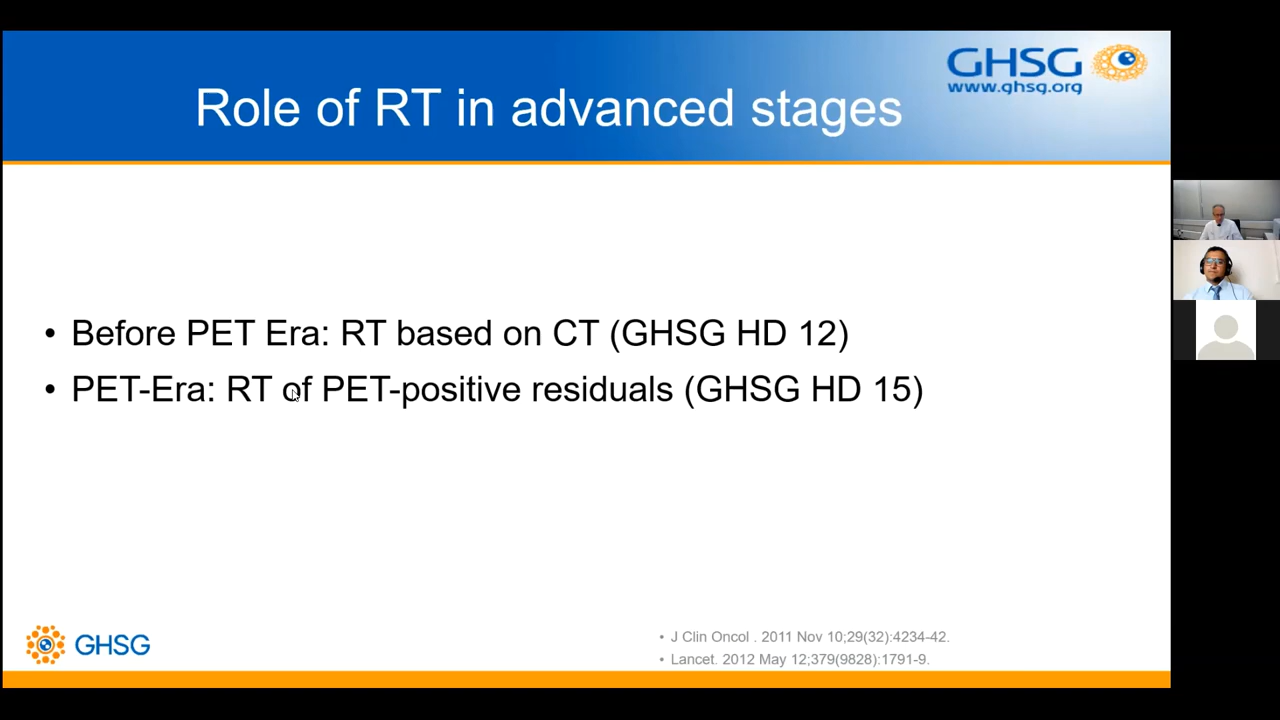 GHSG
www.ghsg.org
Role of RT in advanced stages
• Before PET Era: RT based on CT (GHSG HD 12)
• PET-Era: RT of PET-positive residuals (GHSG HD 15)
GHSG
• J Clin Oncol . 2011 Nov 10;29(32):4234-42.
• Lancet. 2012 May 12;379(9828):1791-9.